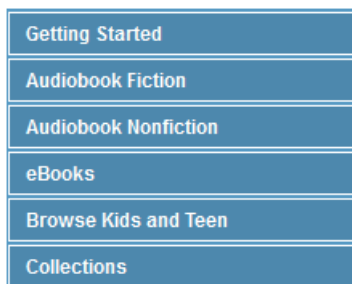 Getting Started
Audiobook Fiction
Audiobook Nonfiction
eBooks
Browse Kids and Teen
Collections